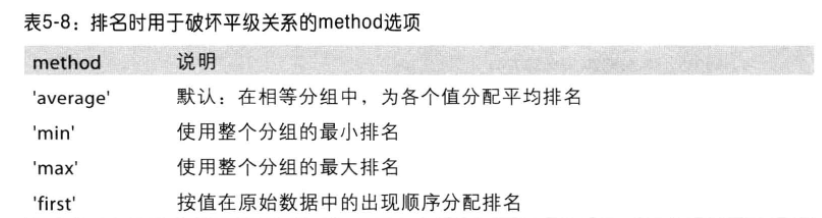 表5-8：排名时用于破坏平级关系的method选项
method 说明
'average' 默认：在相等分组中，为各个值分配平均排名
'min' 使用整个分组的最小排名
'max' 使用整个分组的最大排名
'first' 按值在原始数据中的出现顺序分配排名